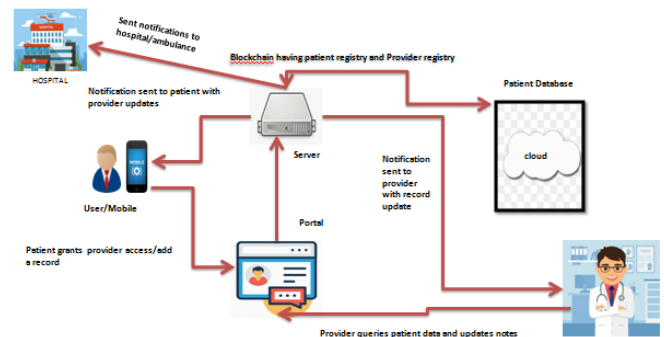 Sent notifications to
hospital/ambulance
HOSPITAL
HOSPITAL
Blockchain having patient registry and Provider registry
Patient Database
Notification sent to patient with
provider updates
cloud
Server
MOBILE
Notification
sent to
provider
with record
update
User/Mobile
Portal
Patient grants provider access/add
a record
Provider queries patient data and updates notes